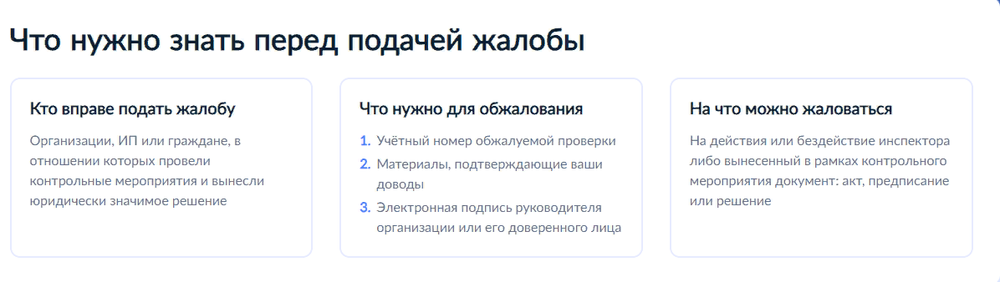 Что нужно знать перед подачей жалобы
Кто вправе подать жалобу
Организации, ИП или граждане, в
отношении которых провели
контрольные мероприятия и вынесли
юридически значимое решение
Что нужно для обжалования
1. Учётный номер обжалуемой проверки
2. Материалы, подтверждающие ваши
доводы
3. Электронная подпись руководителя
организации или его доверенного лица
На что можно жаловаться
На действия или бездействие инспектора
либо вынесенный в рамках контрольного
мероприятия документ: акт, предписание
или решение